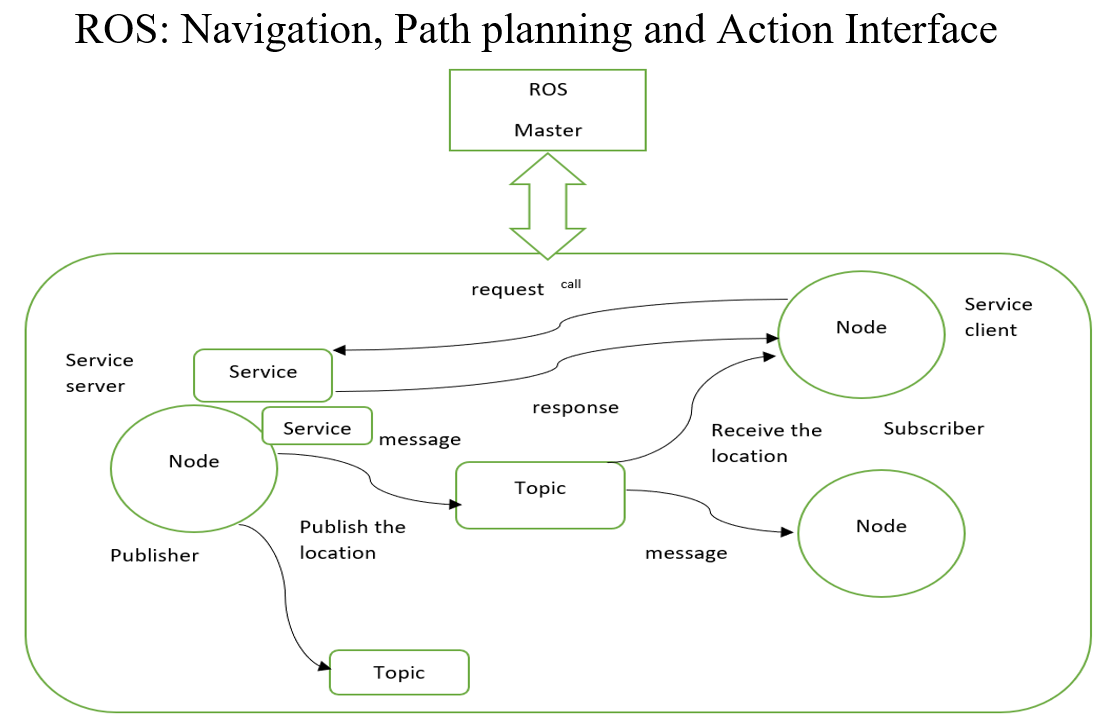 ROS: Navigation, Path planning and Action Interface
ROS
Master
request call
Node
Service
client
Service
server
Service
response
Service
message
Receive the
location
Subscriber
Node
Topic
Publish the
location
Node
Publisher
message
Topic